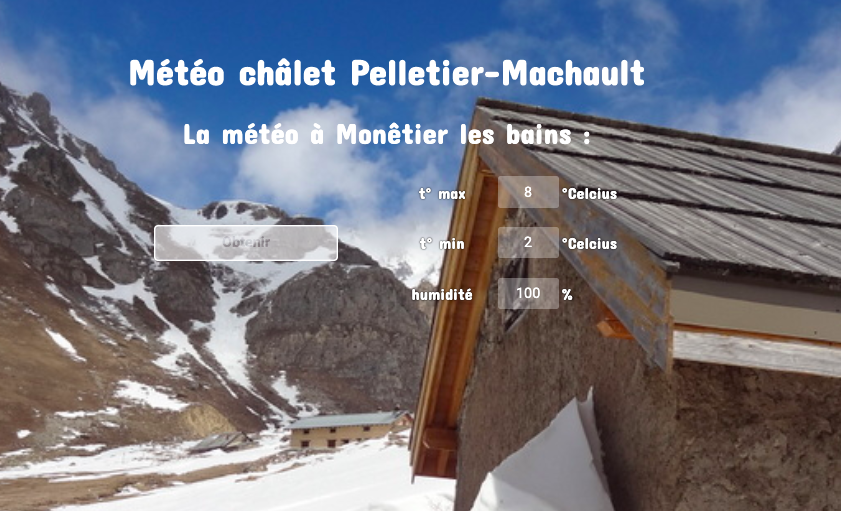 Météo châlet Pelletier-Machault
La météo à Monêtier les bains :
t° max 8 °Celcius
Obtenir t° min 2 °Celcius
humidité 100 %